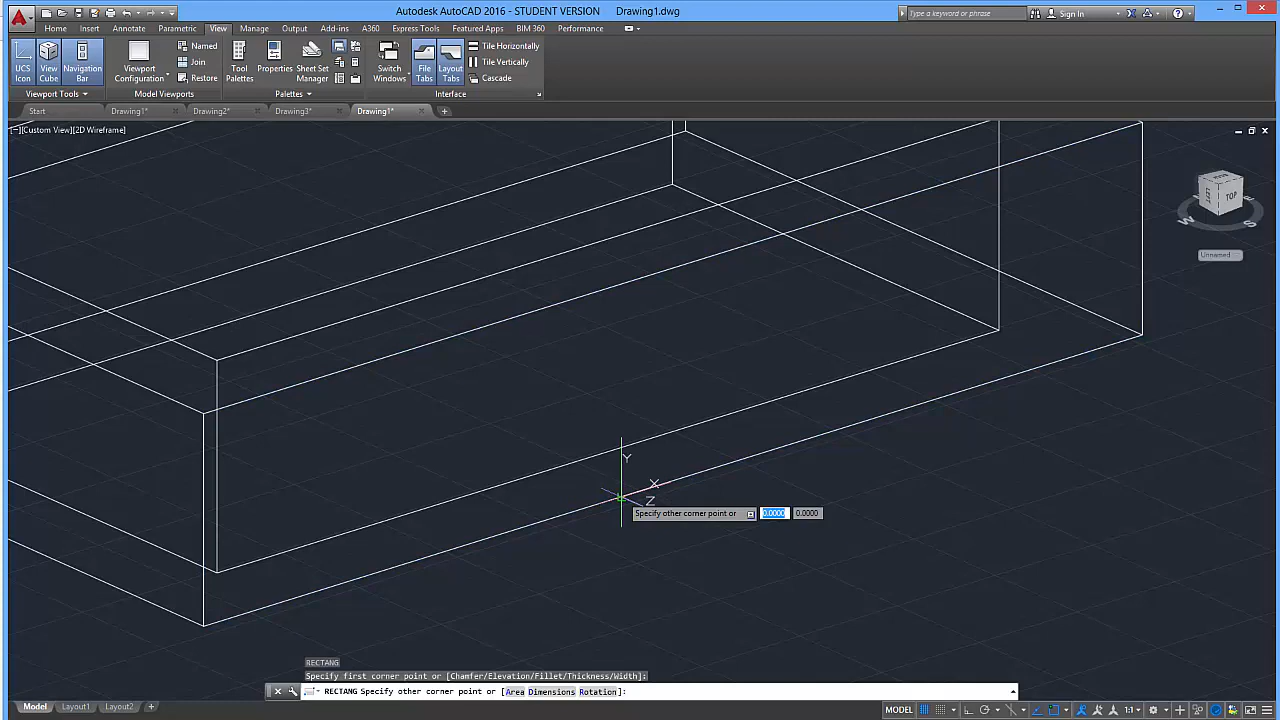 Autodesk AutoCAD 2016 - STUDENT VERSION Drawing1.dwg
Type a keyword or phrase
Sign In
Home Insert Annotate Parametric View Manage Output Add-ins A360 Express Tools Featured Apps BIM 360 Performance
UCS Icon
View Cube
Navigation Bar
Viewport Configuration
Named
Join
Restore
Tool Palettes
Properties
Sheet Set Manager
Switch Windows
File Tabs
Layout Tabs
Tile Horizontally
Tile Vertically
Cascade
Viewport Tools Model Viewports Palettes Interface
Start Drawing1* Drawing2* Drawing3* Drawing1*
[−][Custom View][2D Wireframe]
TOP
W
S
Unnamed
Y
X
Z
Specify other corner point or 0.0000 0.0000
RECTANG
Specify first corner point or [Chamfer/Elevation/Fillet/Thickness/Width]:
RECTANG Specify other corner point or [Area Dimensions Rotation]:
Model Layout1 Layout2 +
MODEL 1:1